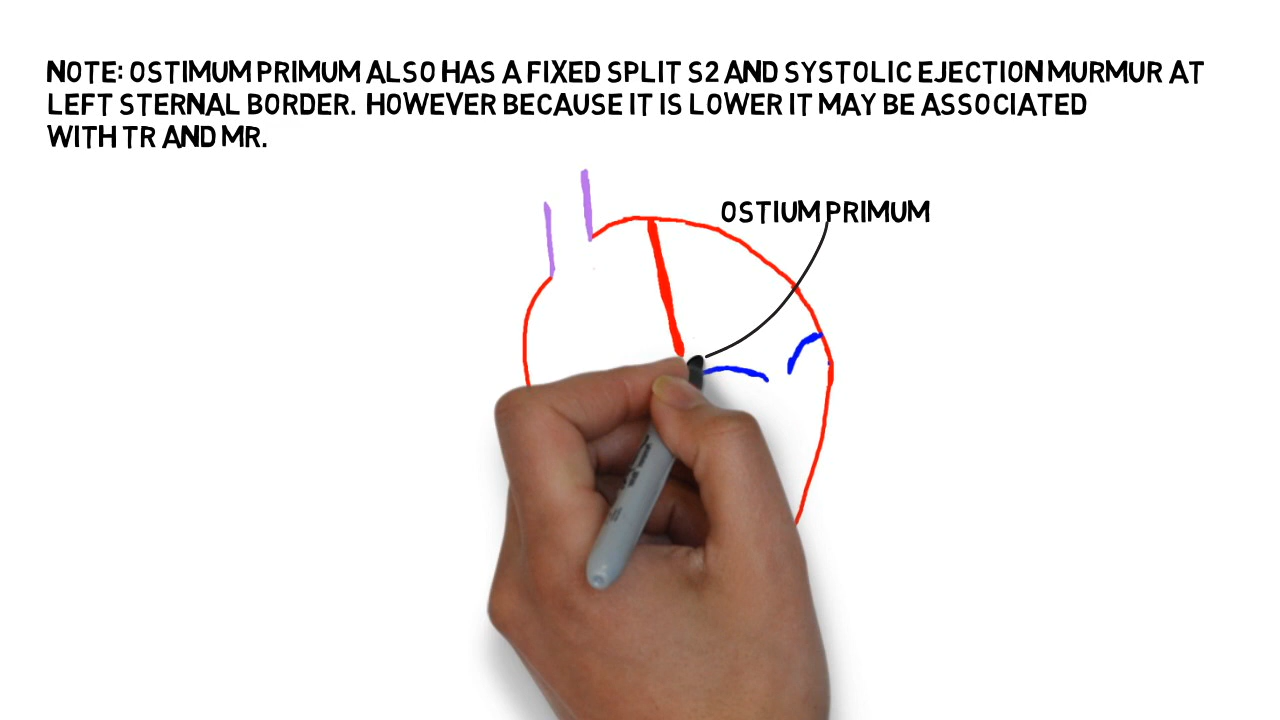 NOTE: OSTIMUM PRIMUM ALSO HAS A FIXED SPLIT S2 AND SYSTOLIC EJECTION MURMUR AT
LEFT STERNAL BORDER. HOWEVER BECAUSE IT IS LOWER IT MAY BE ASSOCIATED
WITH TR AND MR.
OSTIUM PRIMUM